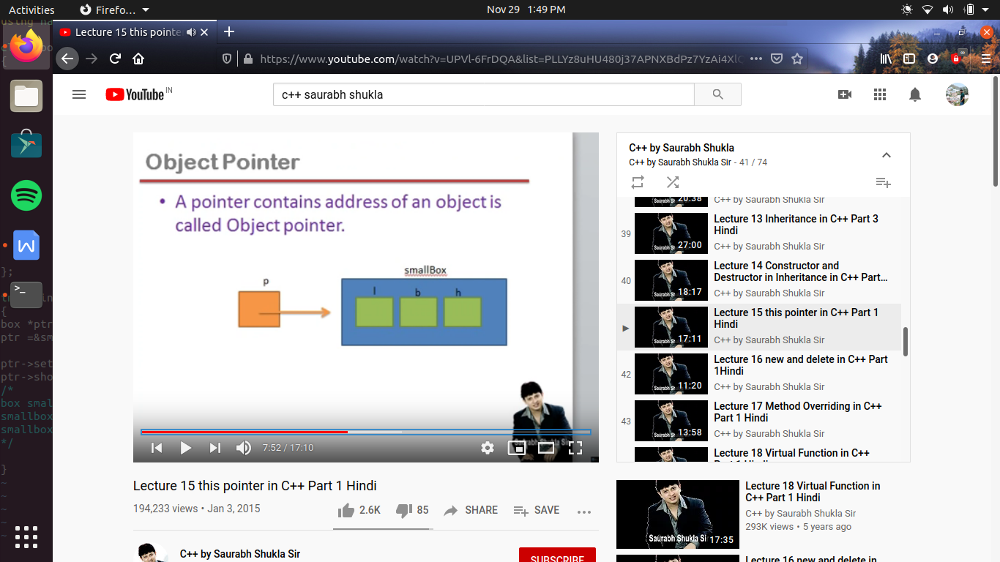 Activities
Firefo…
Nov 29 1:49 PM
Lecture 15 this pointe
https://www.youtube.com/watch?v=UPVl-6FrDQA&list=PLLYz8uHU480j37APNXBdPz7YzAi4XlQ
YouTube IN
c++ saurabh shukla
Object Pointer
• A pointer contains address of an object is
called Object pointer.
smallBox
p
l b h
7:52 / 17:10
Lecture 15 this pointer in C++ Part 1 Hindi
194,233 views • Jan 3, 2015
2.6K
85
SHARE
SAVE
C++ by Saurabh Shukla Sir
SUBSCRIBE
C++ by Saurabh Shukla
C++ by Saurabh Shukla Sir - 41 / 74
20:38
C++ by Saurabh Shukla Sir
39
27:00
Lecture 13 Inheritance in C++ Part 3
Hindi
C++ by Saurabh Shukla Sir
40
18:17
Lecture 14 Constructor and
Destructor in Inheritance in C++ Part…
C++ by Saurabh Shukla Sir
17:11
Lecture 15 this pointer in C++ Part 1
Hindi
C++ by Saurabh Shukla Sir
42
11:20
Lecture 16 new and delete in C++ Part
1Hindi
C++ by Saurabh Shukla Sir
43
13:58
Lecture 17 Method Overriding in C++
Part 1 Hindi
C++ by Saurabh Shukla Sir
Lecture 18 Virtual Function in C++
Saurabh Shukla Si
17:35
Lecture 18 Virtual Function in
C++ Part 1 Hindi
C++ by Saurabh Shukla Sir
293K views • 5 years ago
Lecture 16 new and delete in
{
};
{
box *ptr
ptr =&sm
ptr->set
ptr->sho
/*
box smal
smallbox
smallbox
*/
}
~
~
~
~
~